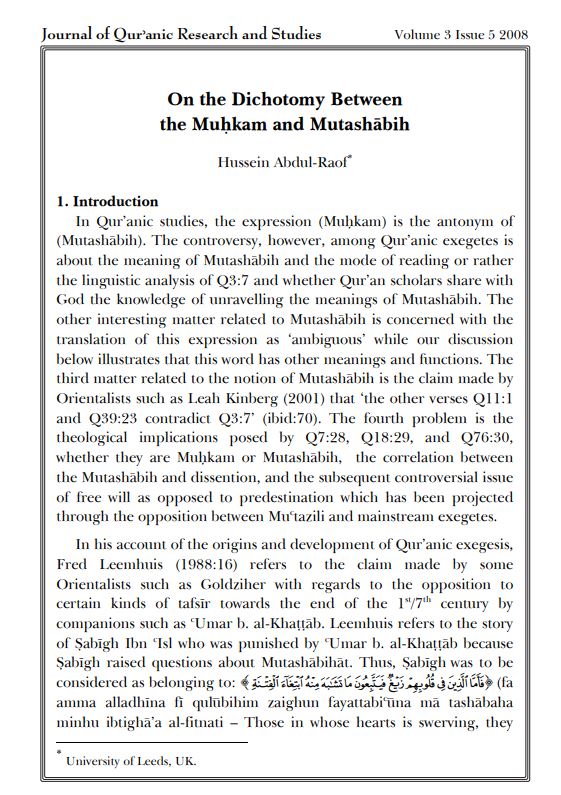 Journal of Qur’anic Research and Studies Volume 3 Issue 5 2008
On the Dichotomy Between
the Muḥkam and Mutashābih
Hussein Abdul-Raof*
1. Introduction
In Qur’anic studies, the expression (Muḥkam) is the antonym of
(Mutashābih). The controversy, however, among Qur’anic exegetes is
about the meaning of Mutashābih and the mode of reading or rather
the linguistic analysis of Q3:7 and whether Qur’an scholars share with
God the knowledge of unravelling the meanings of Mutashābih. The
other interesting matter related to Mutashābih is concerned with the
translation of this expression as ‘ambiguous’ while our discussion
below illustrates that this word has other meanings and functions. The
third matter related to the notion of Mutashābih is the claim made by
Orientalists such as Leah Kinberg (2001) that ‘the other verses Q11:1
and Q39:23 contradict Q3:7’ (ibid:70). The fourth problem is the
theological implications posed by Q7:28, Q18:29, and Q76:30,
whether they are Muḥkam or Mutashābih, the correlation between
the Mutashābih and dissention, and the subsequent controversial issue
of free will as opposed to predestination which has been projected
through the opposition between Muʿtazili and mainstream exegetes.
In his account of the origins and development of Qur’anic exegesis,
Fred Leemhuis (1988:16) refers to the claim made by some
Orientalists such as Goldziher with regards to the opposition to
certain kinds of tafsīr towards the end of the 1st/7th century by
companions such as ʿUmar b. al-Khaṭṭāb. Leemhuis refers to the story
of Ṣabīgh Ibn ʿIsl who was punished by ʿUmar b. al-Khaṭṭāb because
Ṣabīgh raised questions about Mutashābihāt. Thus, Ṣabīgh was to be
considered as belonging to: ﴿فَأَمَّا الَّذِينَ فِي قُلُوبِهِمْ زَيْغٌ فَيَتَّبِعُونَ مَا تَشَابَهَ مِنْهُ ابْتِغَاءَ الْفِتْنَةِ﴾ (fa
amma alladhīna fī qulūbihim zaighun fayattabiʿūna mā tashābaha
minhu ibtighā’a al-fitnati – Those in whose hearts is swerving, they
* University of Leeds, UK.